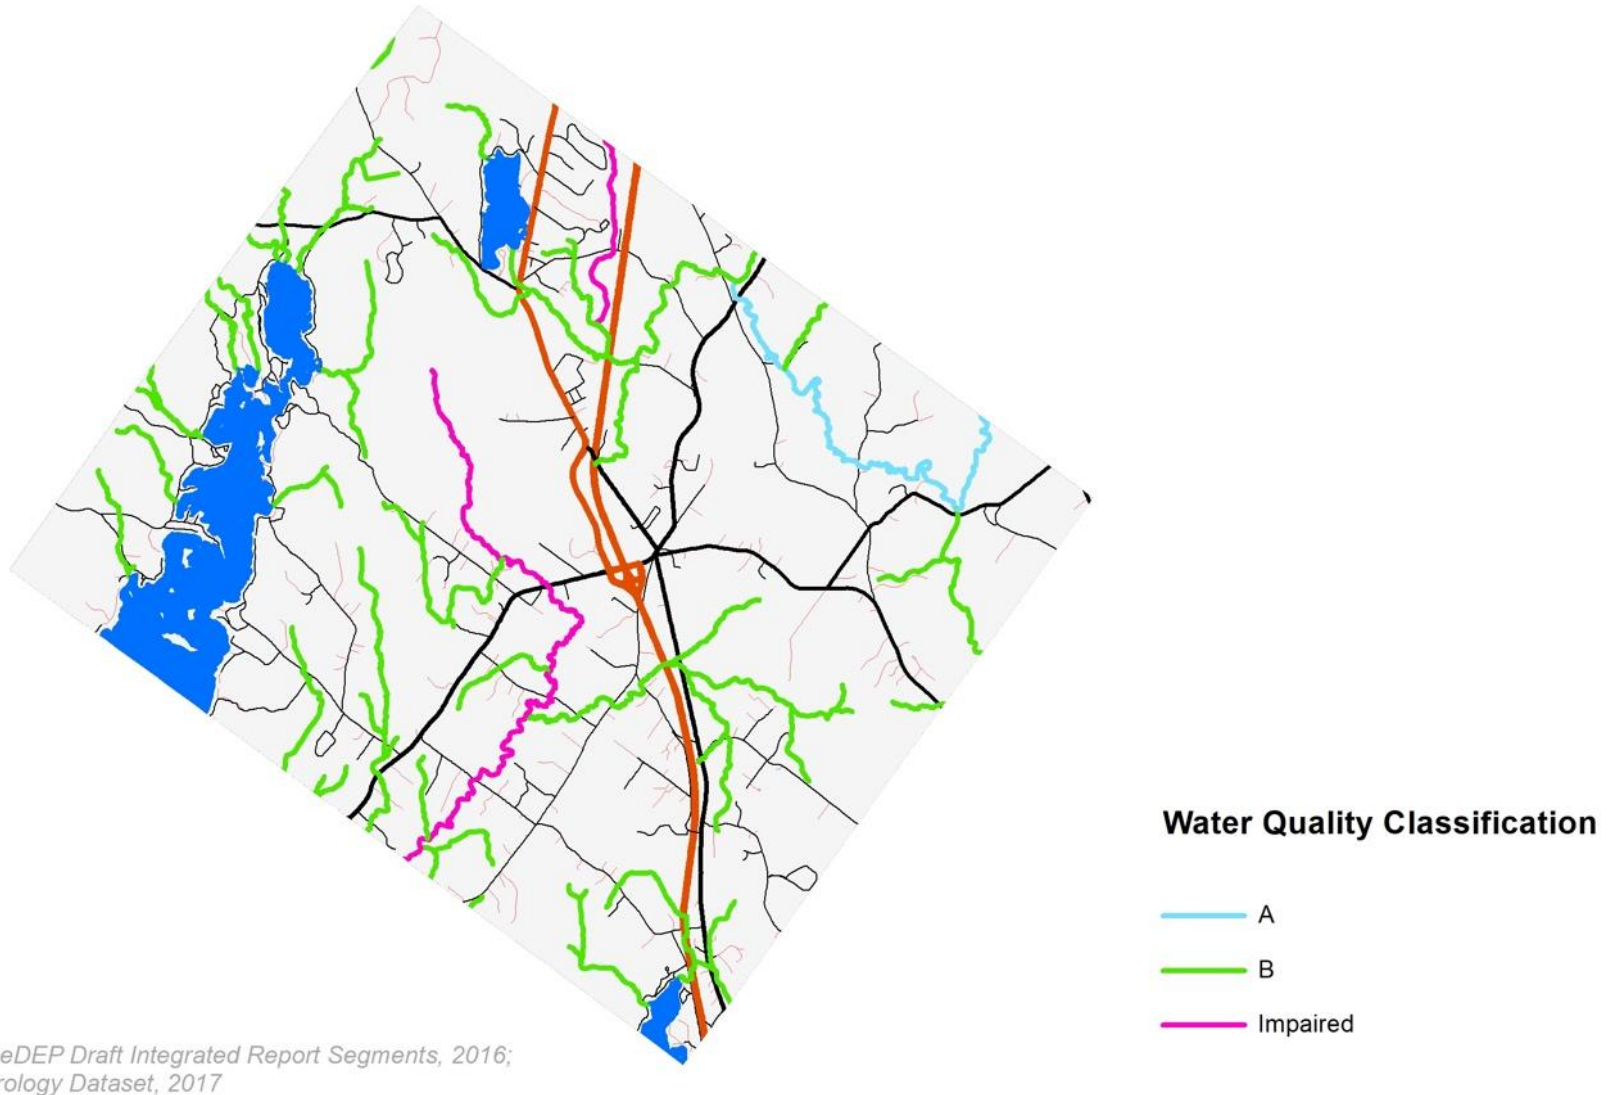 Water Quality Classification
A
B
Impaired
eDEP Draft Integrated Report Segments, 2016;
rology Dataset, 2017